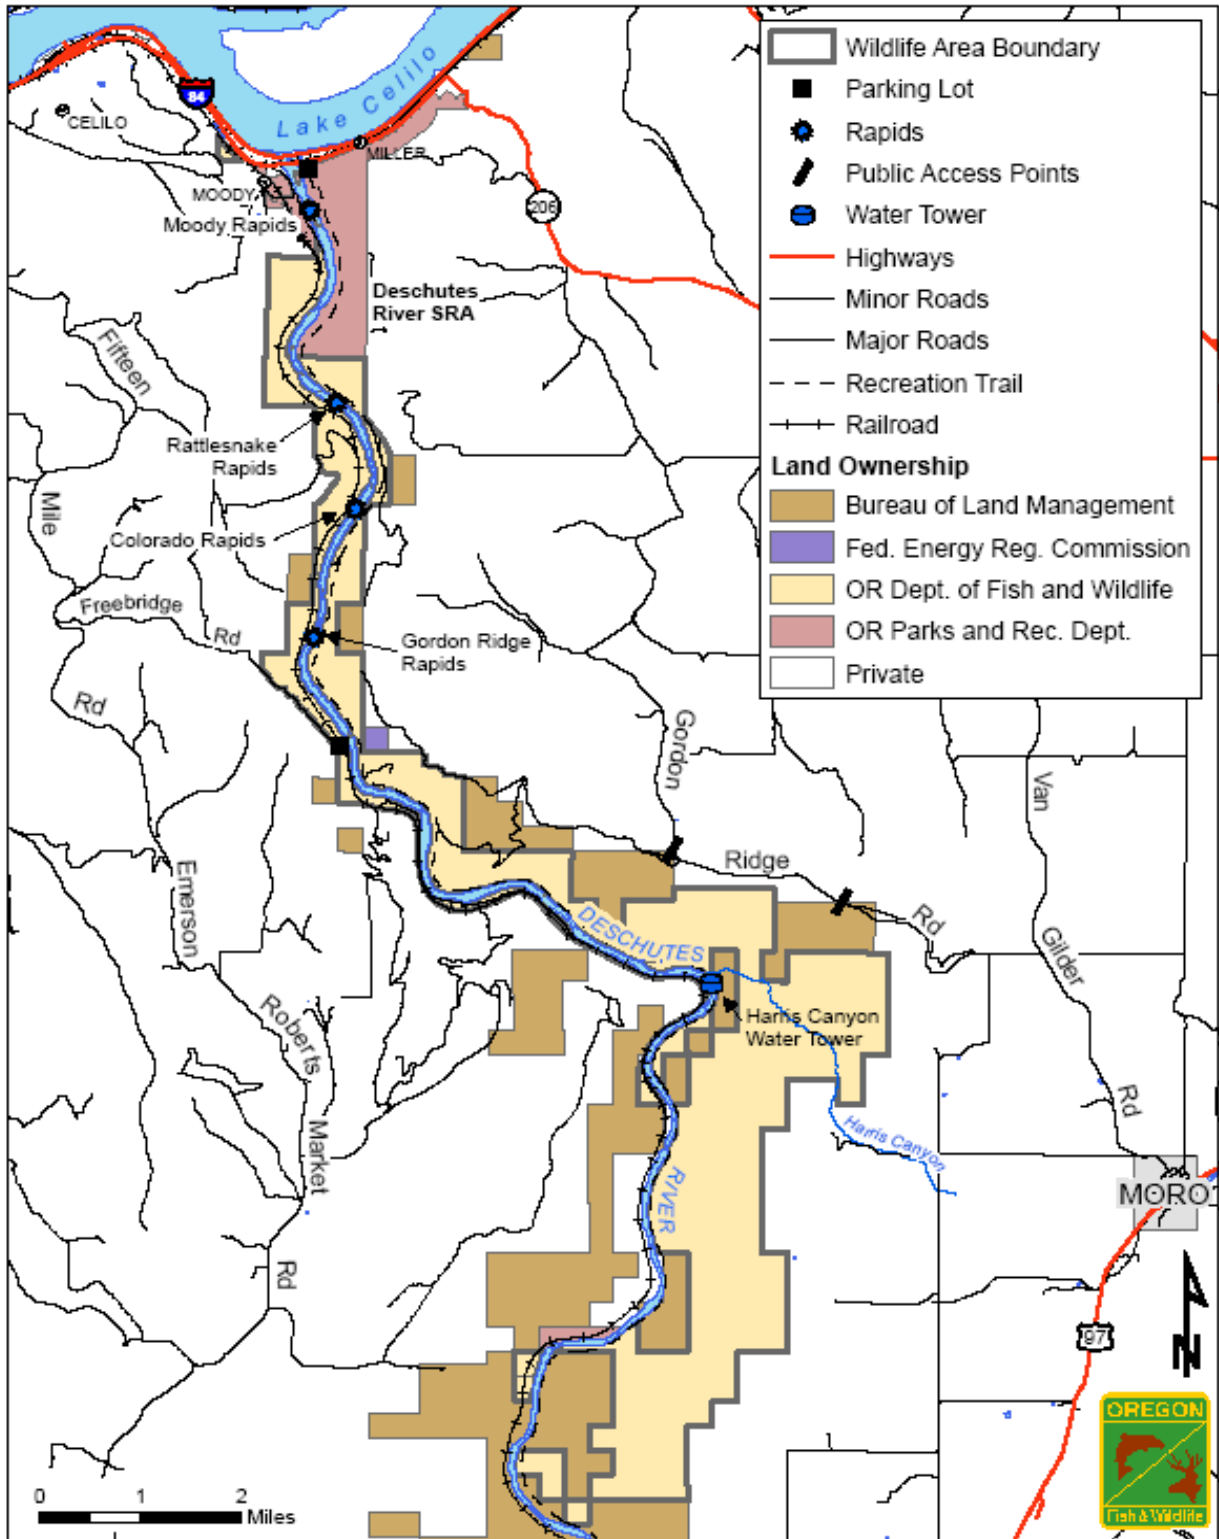 Lake Celilo
84
CELILO
MILLER
MOODY
Moody Rapids
206
Deschutes
River SRA
Fifteen
Mile
Rattlesnake
Rapids
Colorado Rapids
Freebridge
Rd
Gordon Ridge
Rapids
Rd
Gordon
Ridge
Rd
Van
Gilder
Rd
Emerson
Roberts
Market
Rd
DESCHUTES
RIVER
Harris Canyon
Water Tower
Harris Canyon
MORO
97
N
Wildlife Area Boundary
Parking Lot
Rapids
Public Access Points
Water Tower
Highways
Minor Roads
Major Roads
Recreation Trail
Railroad
Land Ownership
Bureau of Land Management
Fed. Energy Reg. Commission
OR Dept. of Fish and Wildlife
OR Parks and Rec. Dept.
Private
0 1 2
Miles
OREGON
Fish & Wildlife